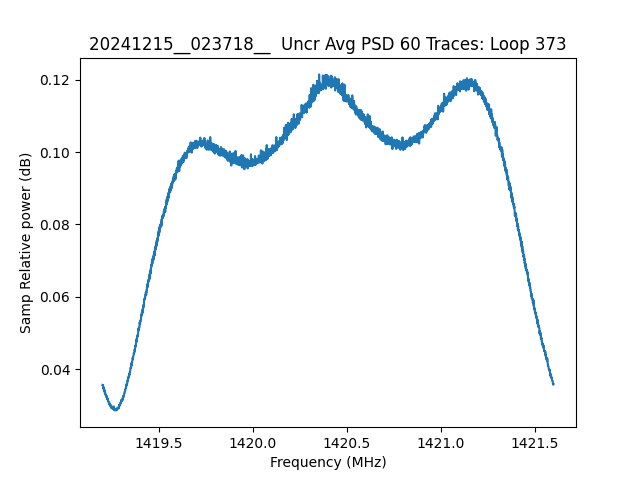 20241215__023718__  Uncr Avg PSD 60 Traces: Loop 373
0.12
0.10
0.08
0.06
0.04
Samp Relative power (dB)
1419.5 1420.0 1420.5 1421.0 1421.5
Frequency (MHz)